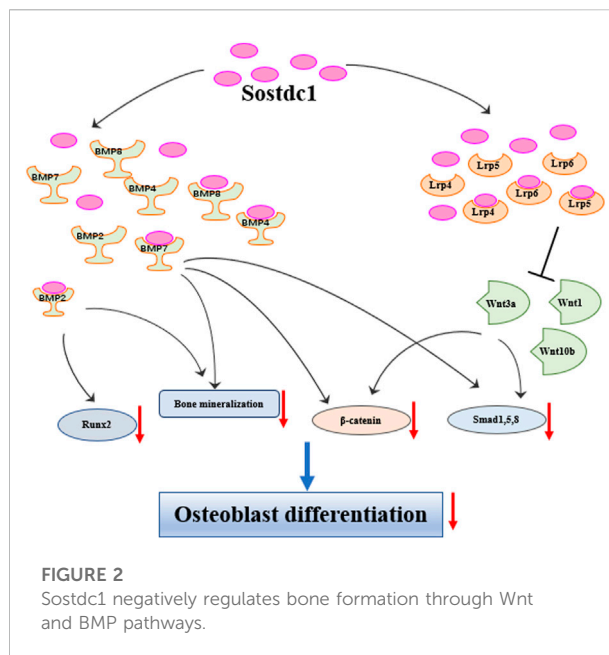 Sostdc1
BMP8
BMP7
BMP4
BMP8
BMP4
BMP2
BMP7
BMP2
Lrp5
Lrp6
Lrp4
Lrp6
Lrp4
Lrp5
Wnt3a
Wnt1
Wnt10b
Runx2
Bone mineralization
β-catenin
Smad1,5,8
Osteoblast differentiation
FIGURE 2
Sostdc1 negatively regulates bone formation through Wnt
and BMP pathways.